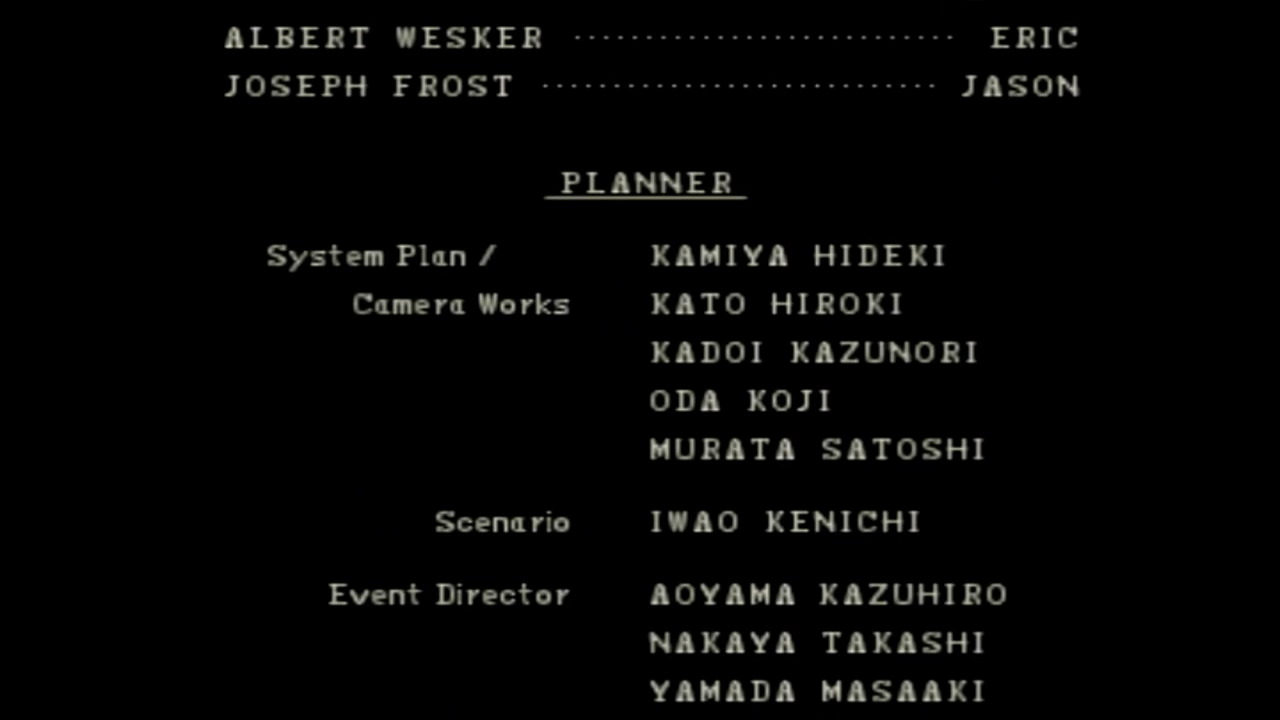 ALBERT WESKER ........................... ERIC
JOSEPH FROST ............................ JASON
PLANNER
System Plan / KAMIYA HIDEKI
Camera Works KATO HIROKI
KADOI KAZUNORI
ODA KOJI
MURATA SATOSHI
Scenario IWAO KENICHI
Event Director AOYAMA KAZUHIRO
NAKAYA TAKASHI
YAMADA MASAAKI